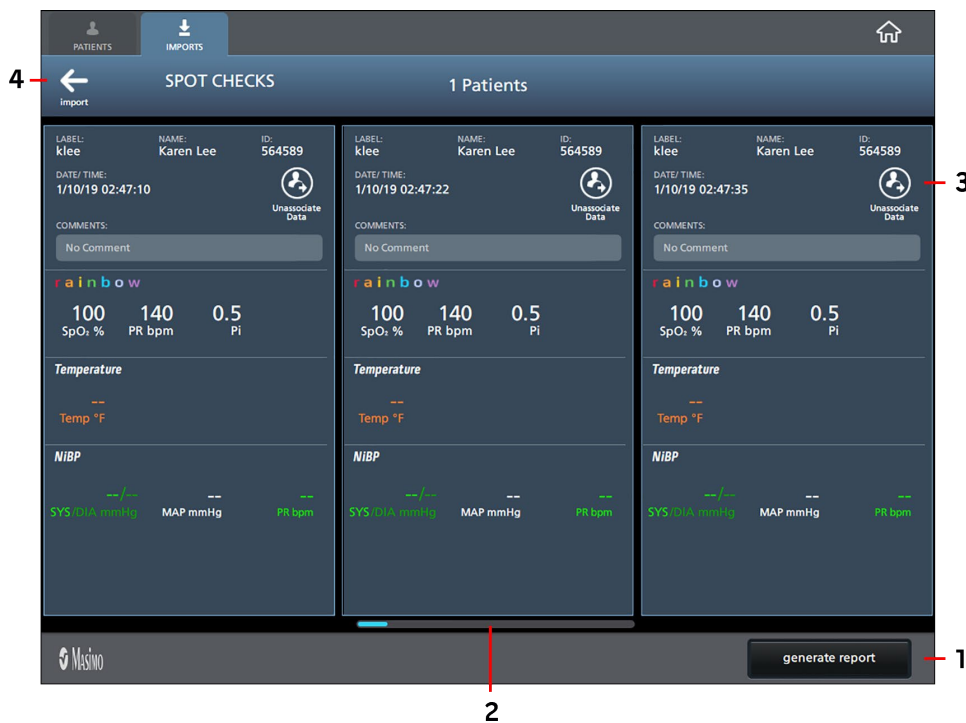 PATIENTS
IMPORTS
4
import
SPOT CHECKS
1 Patients
LABEL: NAME: ID:
klee Karen Lee 564589
DATE/ TIME:
1/10/19 02:47:10
Unassociate
Data
COMMENTS:
No Comment
rainbow
100 140 0.5
SpO₂ % PR bpm Pi
Temperature
--
Temp °F
NiBP
--/-- -- --
SYS/DIA mmHg MAP mmHg PR bpm
LABEL: NAME: ID:
klee Karen Lee 564589
DATE/ TIME:
1/10/19 02:47:22
Unassociate
Data
COMMENTS:
No Comment
rainbow
100 140 0.5
SpO₂ % PR bpm Pi
Temperature
--
Temp °F
NiBP
--/-- -- --
SYS/DIA mmHg MAP mmHg PR bpm
LABEL: NAME: ID:
klee Karen Lee 564589
DATE/ TIME:
1/10/19 02:47:35
Unassociate
Data
3
COMMENTS:
No Comment
rainbow
100 140 0.5
SpO₂ % PR bpm Pi
Temperature
--
Temp °F
NiBP
--/-- -- --
SYS/DIA mmHg MAP mmHg PR bpm
Masimo
generate report
1
2